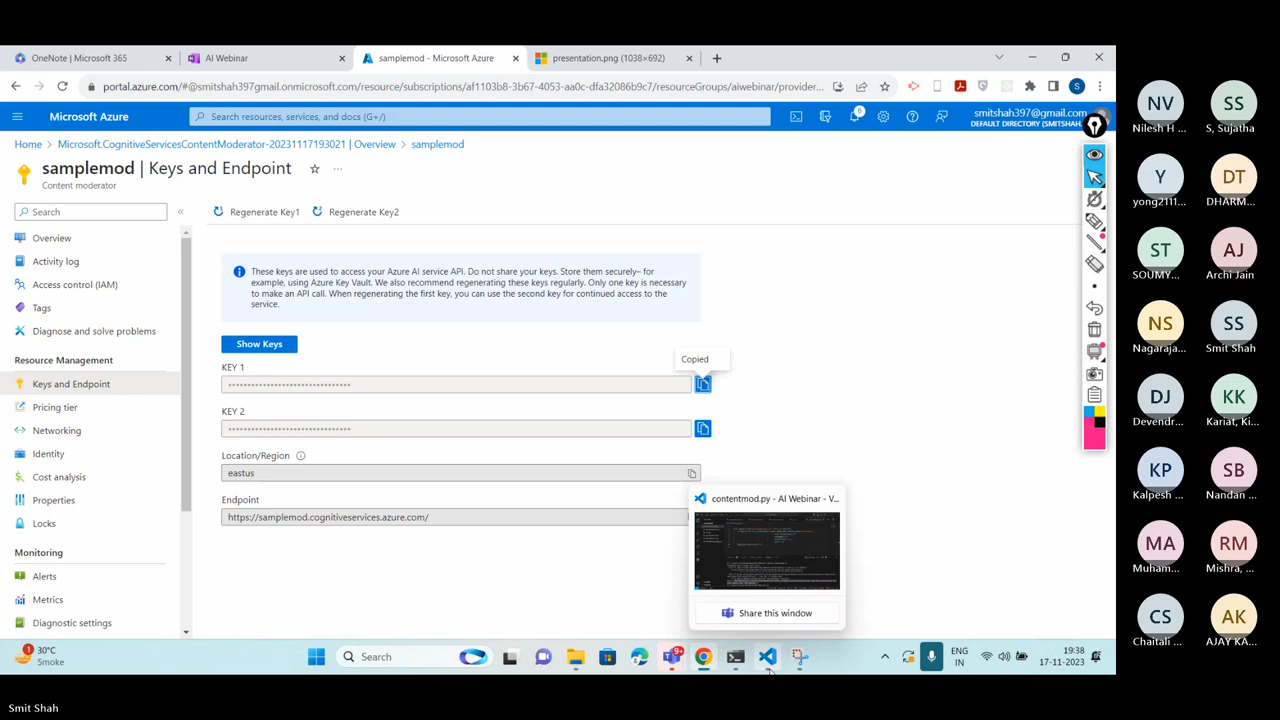 OneNote | Microsoft 365
AI Webinar
samplemod - Microsoft Azure
presentation.png (1038×692)
portal.azure.com/#@smitshah397gmail.onmicrosoft.com/resource/subscriptions/af1103b8-3b67-4053-aa0c-dfa32086b9c7/resourceGroups/aiwebinar/provider...
S
Microsoft Azure
Search resources, services, and docs (G+/)
6
smitshah397@gmail.com
DEFAULT DIRECTORY (SMITSHAH...
Home > Microsoft.CognitiveServicesContentModerator-20231117193021 | Overview > samplemod
samplemod | Keys and Endpoint
...
Content moderator
Search
«
Regenerate Key1
Regenerate Key2
Overview
Activity log
Access control (IAM)
Tags
Diagnose and solve problems
Resource Management
Keys and Endpoint
Pricing tier
Networking
Identity
Cost analysis
Properties
Locks
Monitoring
Alerts
Metrics
Diagnostic settings
These keys are used to access your Azure AI service API. Do not share your keys. Store them securely– for
example, using Azure Key Vault. We also recommend regenerating these keys regularly. Only one key is necessary
to make an API call. When regenerating the first key, you can use the second key for continued access to the
service.
Show Keys
Copied
KEY 1
KEY 2
Location/Region
eastus
Endpoint
https://samplemod.cognitiveservices.azure.com/
contentmod.py - AI Webinar - V...
Share this window
1
30°C
Smoke
Search
9+
ENG
IN
19:38
17-11-2023
NV
Nilesh H ...
SS
S, Sujatha
Y
yong2111...
DT
DHARM...
ST
SOUMY...
AJ
Archi Jain
NS
Nagaraja...
SS
Smit Shah
DJ
Devendr...
KK
Kariat, Ki...
KP
Kalpesh ...
SB
Nandan ...
MA
Muham...
RM
Mishra, ...
CS
Chaitali ...
AK
AJAY KA...
Smit Shah